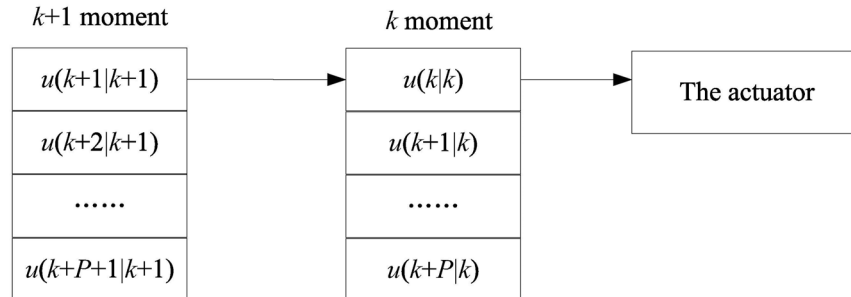 k+1 moment
k moment
u(k+1|k+1)
u(k|k)
The actuator
u(k+2|k+1)
u(k+1|k)
……
……
u(k+P+1|k+1)
u(k+P|k)